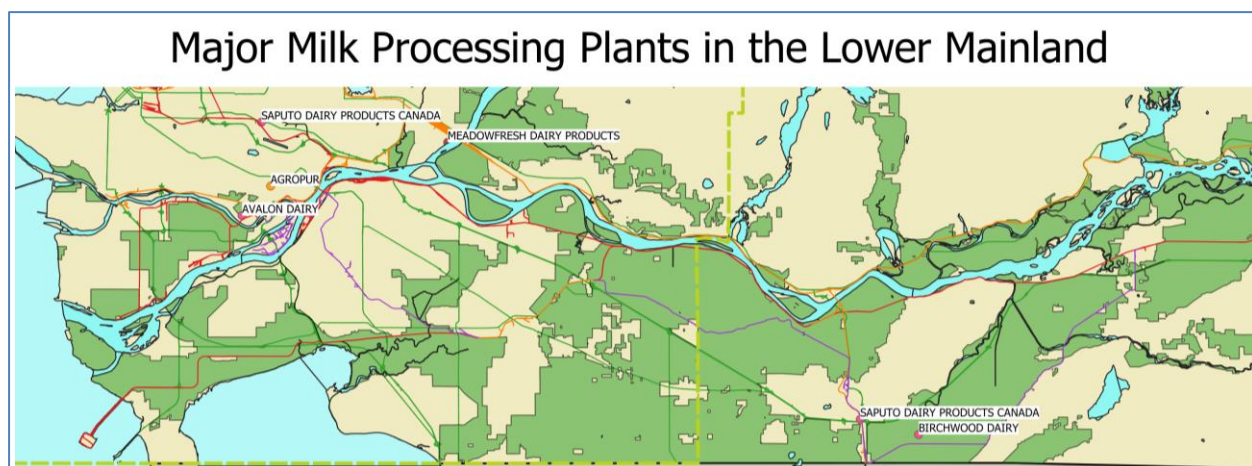 Major Milk Processing Plants in the Lower Mainland
SAPUTO DAIRY PRODUCTS CANADA
MEADOWFRESH DAIRY PRODUCTS
AGROPUR
AVALON DAIRY
SAPUTO DAIRY PRODUCTS CANADA
BIRCHWOOD DAIRY